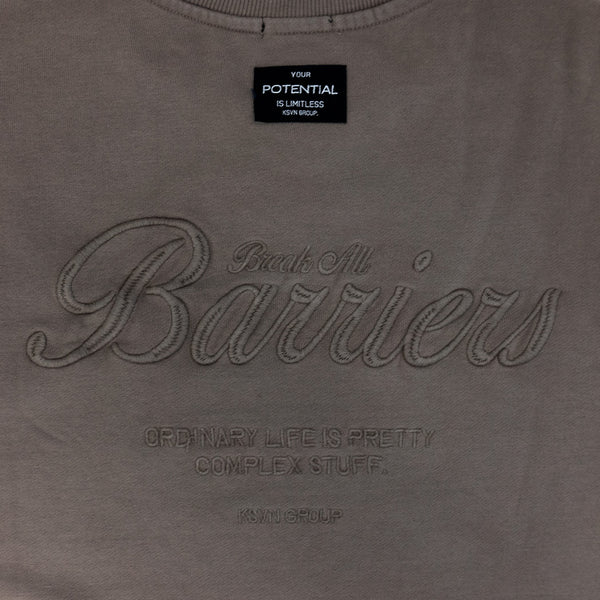 YOUR
POTENTIAL
IS LIMITLESS
KSVN GROUP.
Break All
Barriers
ORDINARY LIFE IS PRETTY
COMPLEX STUFF.
KSVN GROUP